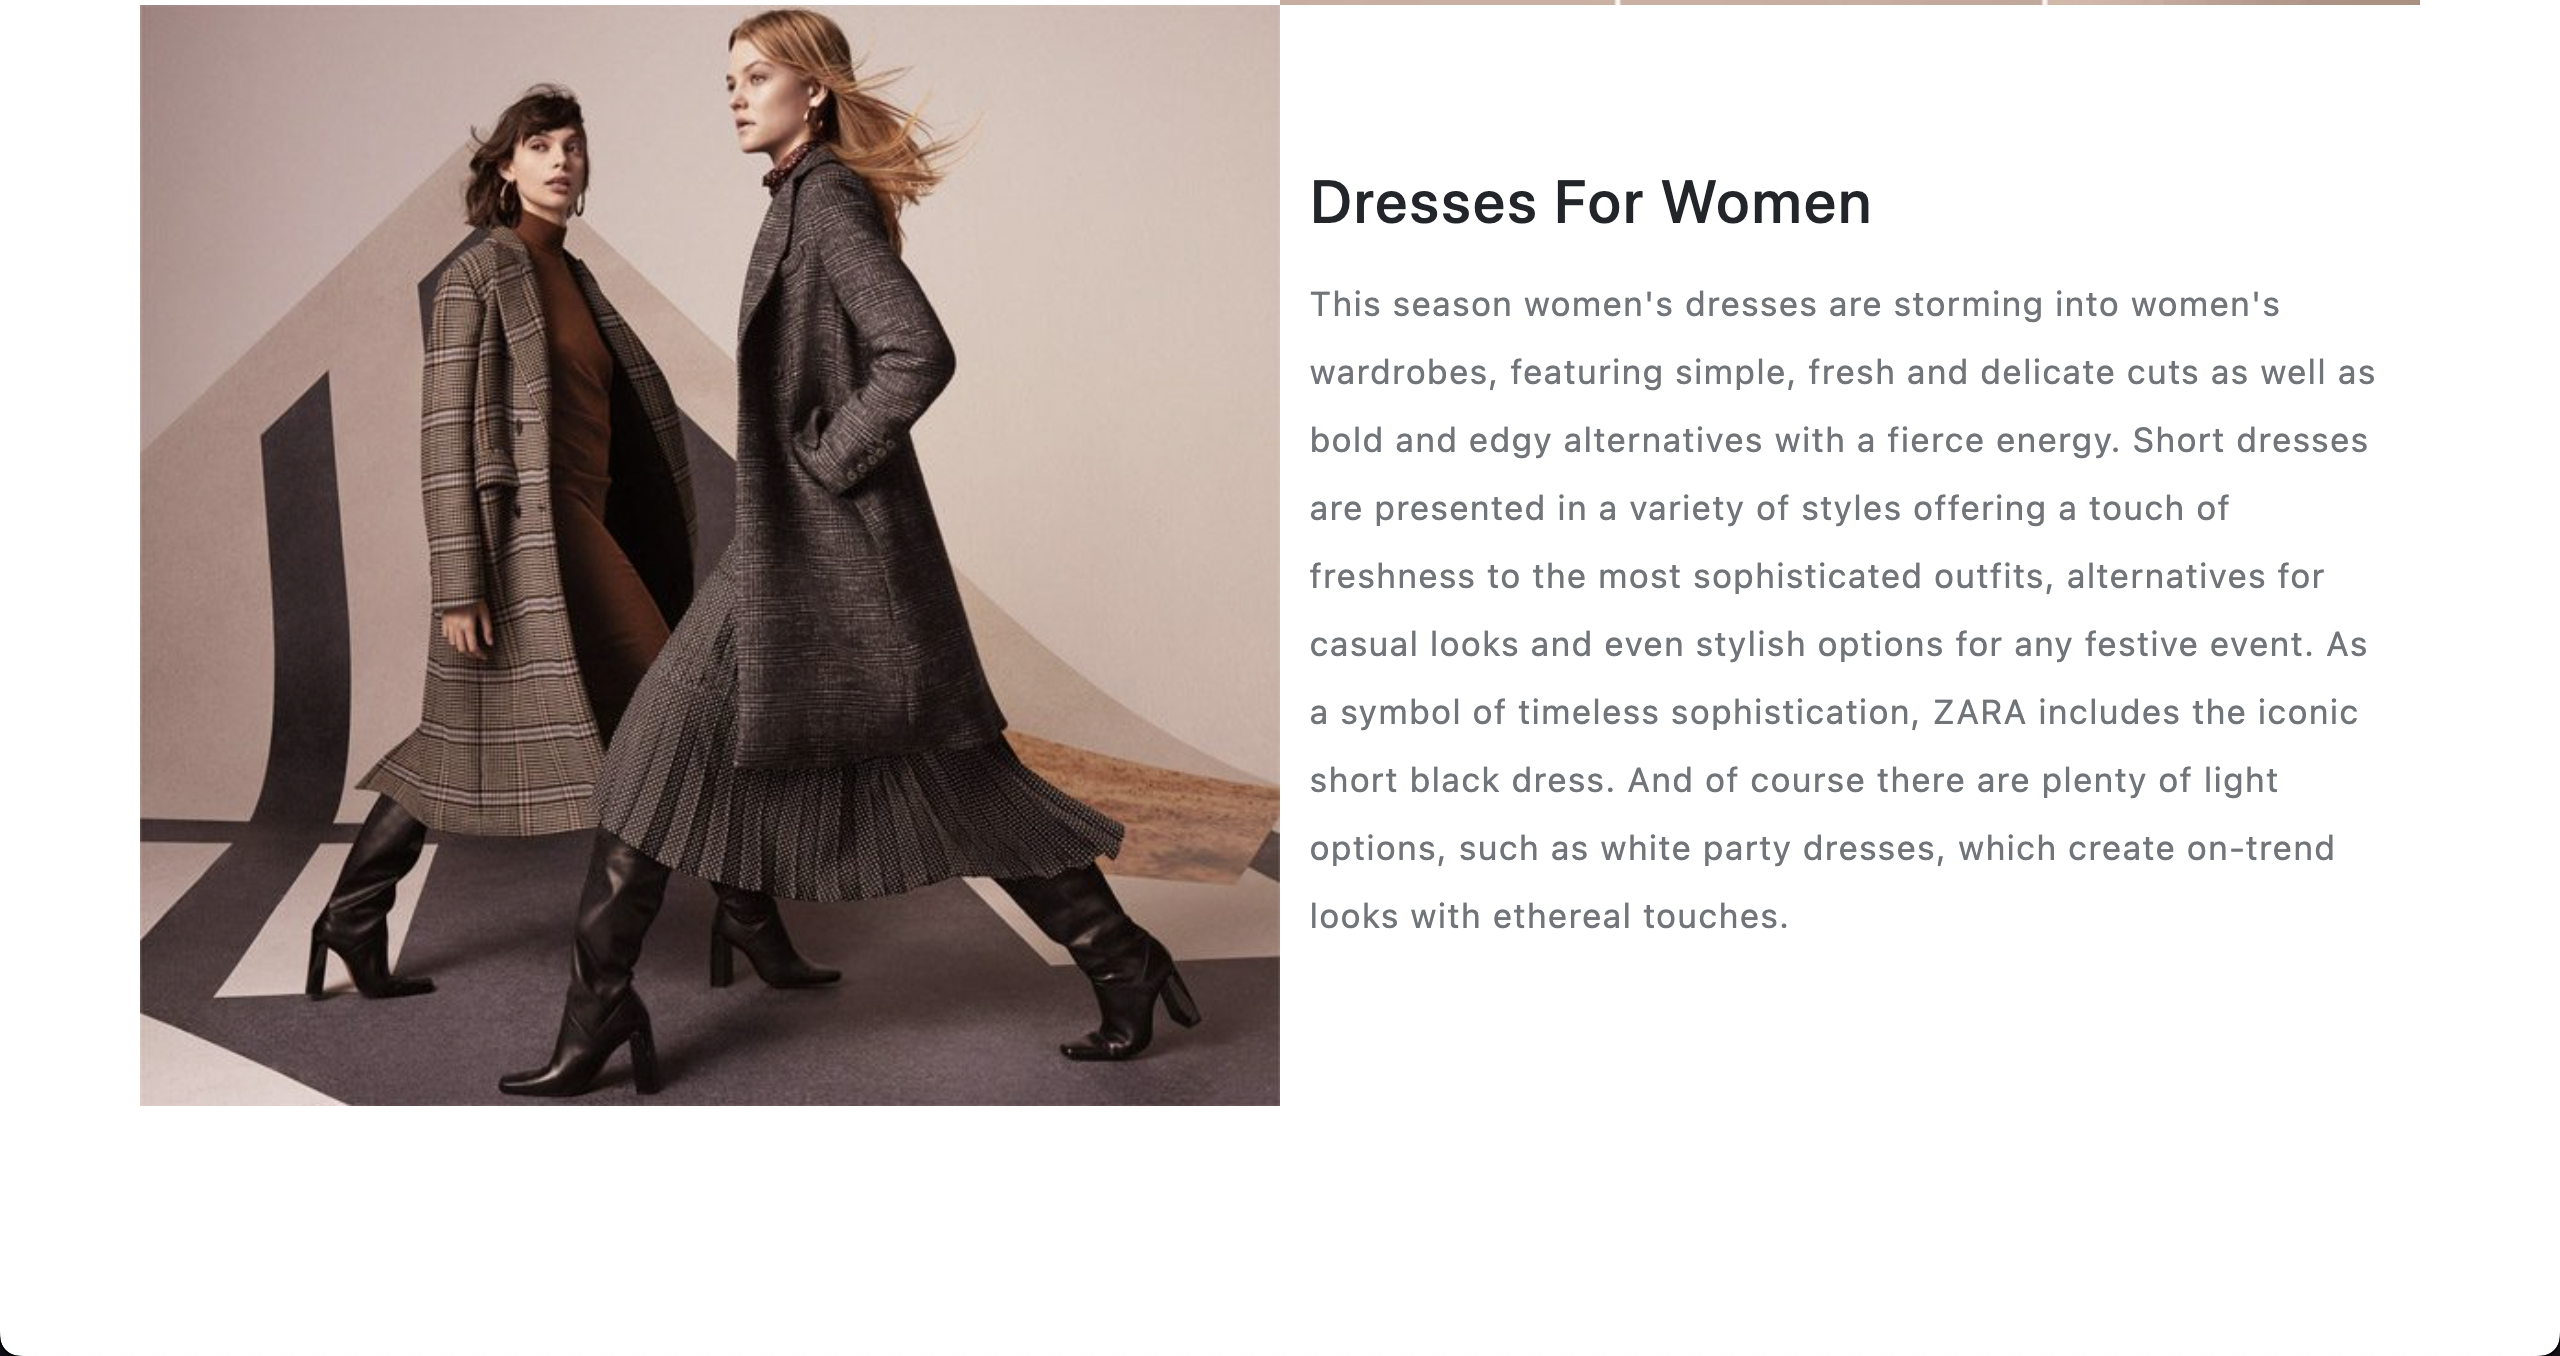 Dresses For Women
This season women's dresses are storming into women's
wardrobes, featuring simple, fresh and delicate cuts as well as
bold and edgy alternatives with a fierce energy. Short dresses
are presented in a variety of styles offering a touch of
freshness to the most sophisticated outfits, alternatives for
casual looks and even stylish options for any festive event. As
a symbol of timeless sophistication, ZARA includes the iconic
short black dress. And of course there are plenty of light
options, such as white party dresses, which create on-trend
looks with ethereal touches.